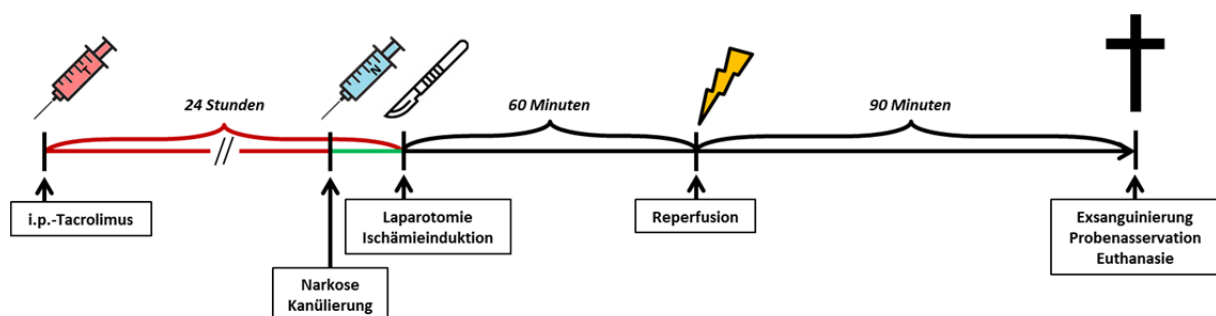 T
N
24 Stunden
60 Minuten
90 Minuten
//
i.p.-Tacrolimus
Narkose
Kanülierung
Laparotomie
Ischämieinduktion
Reperfusion
Exsanguinierung
Probenasservation
Euthanasie